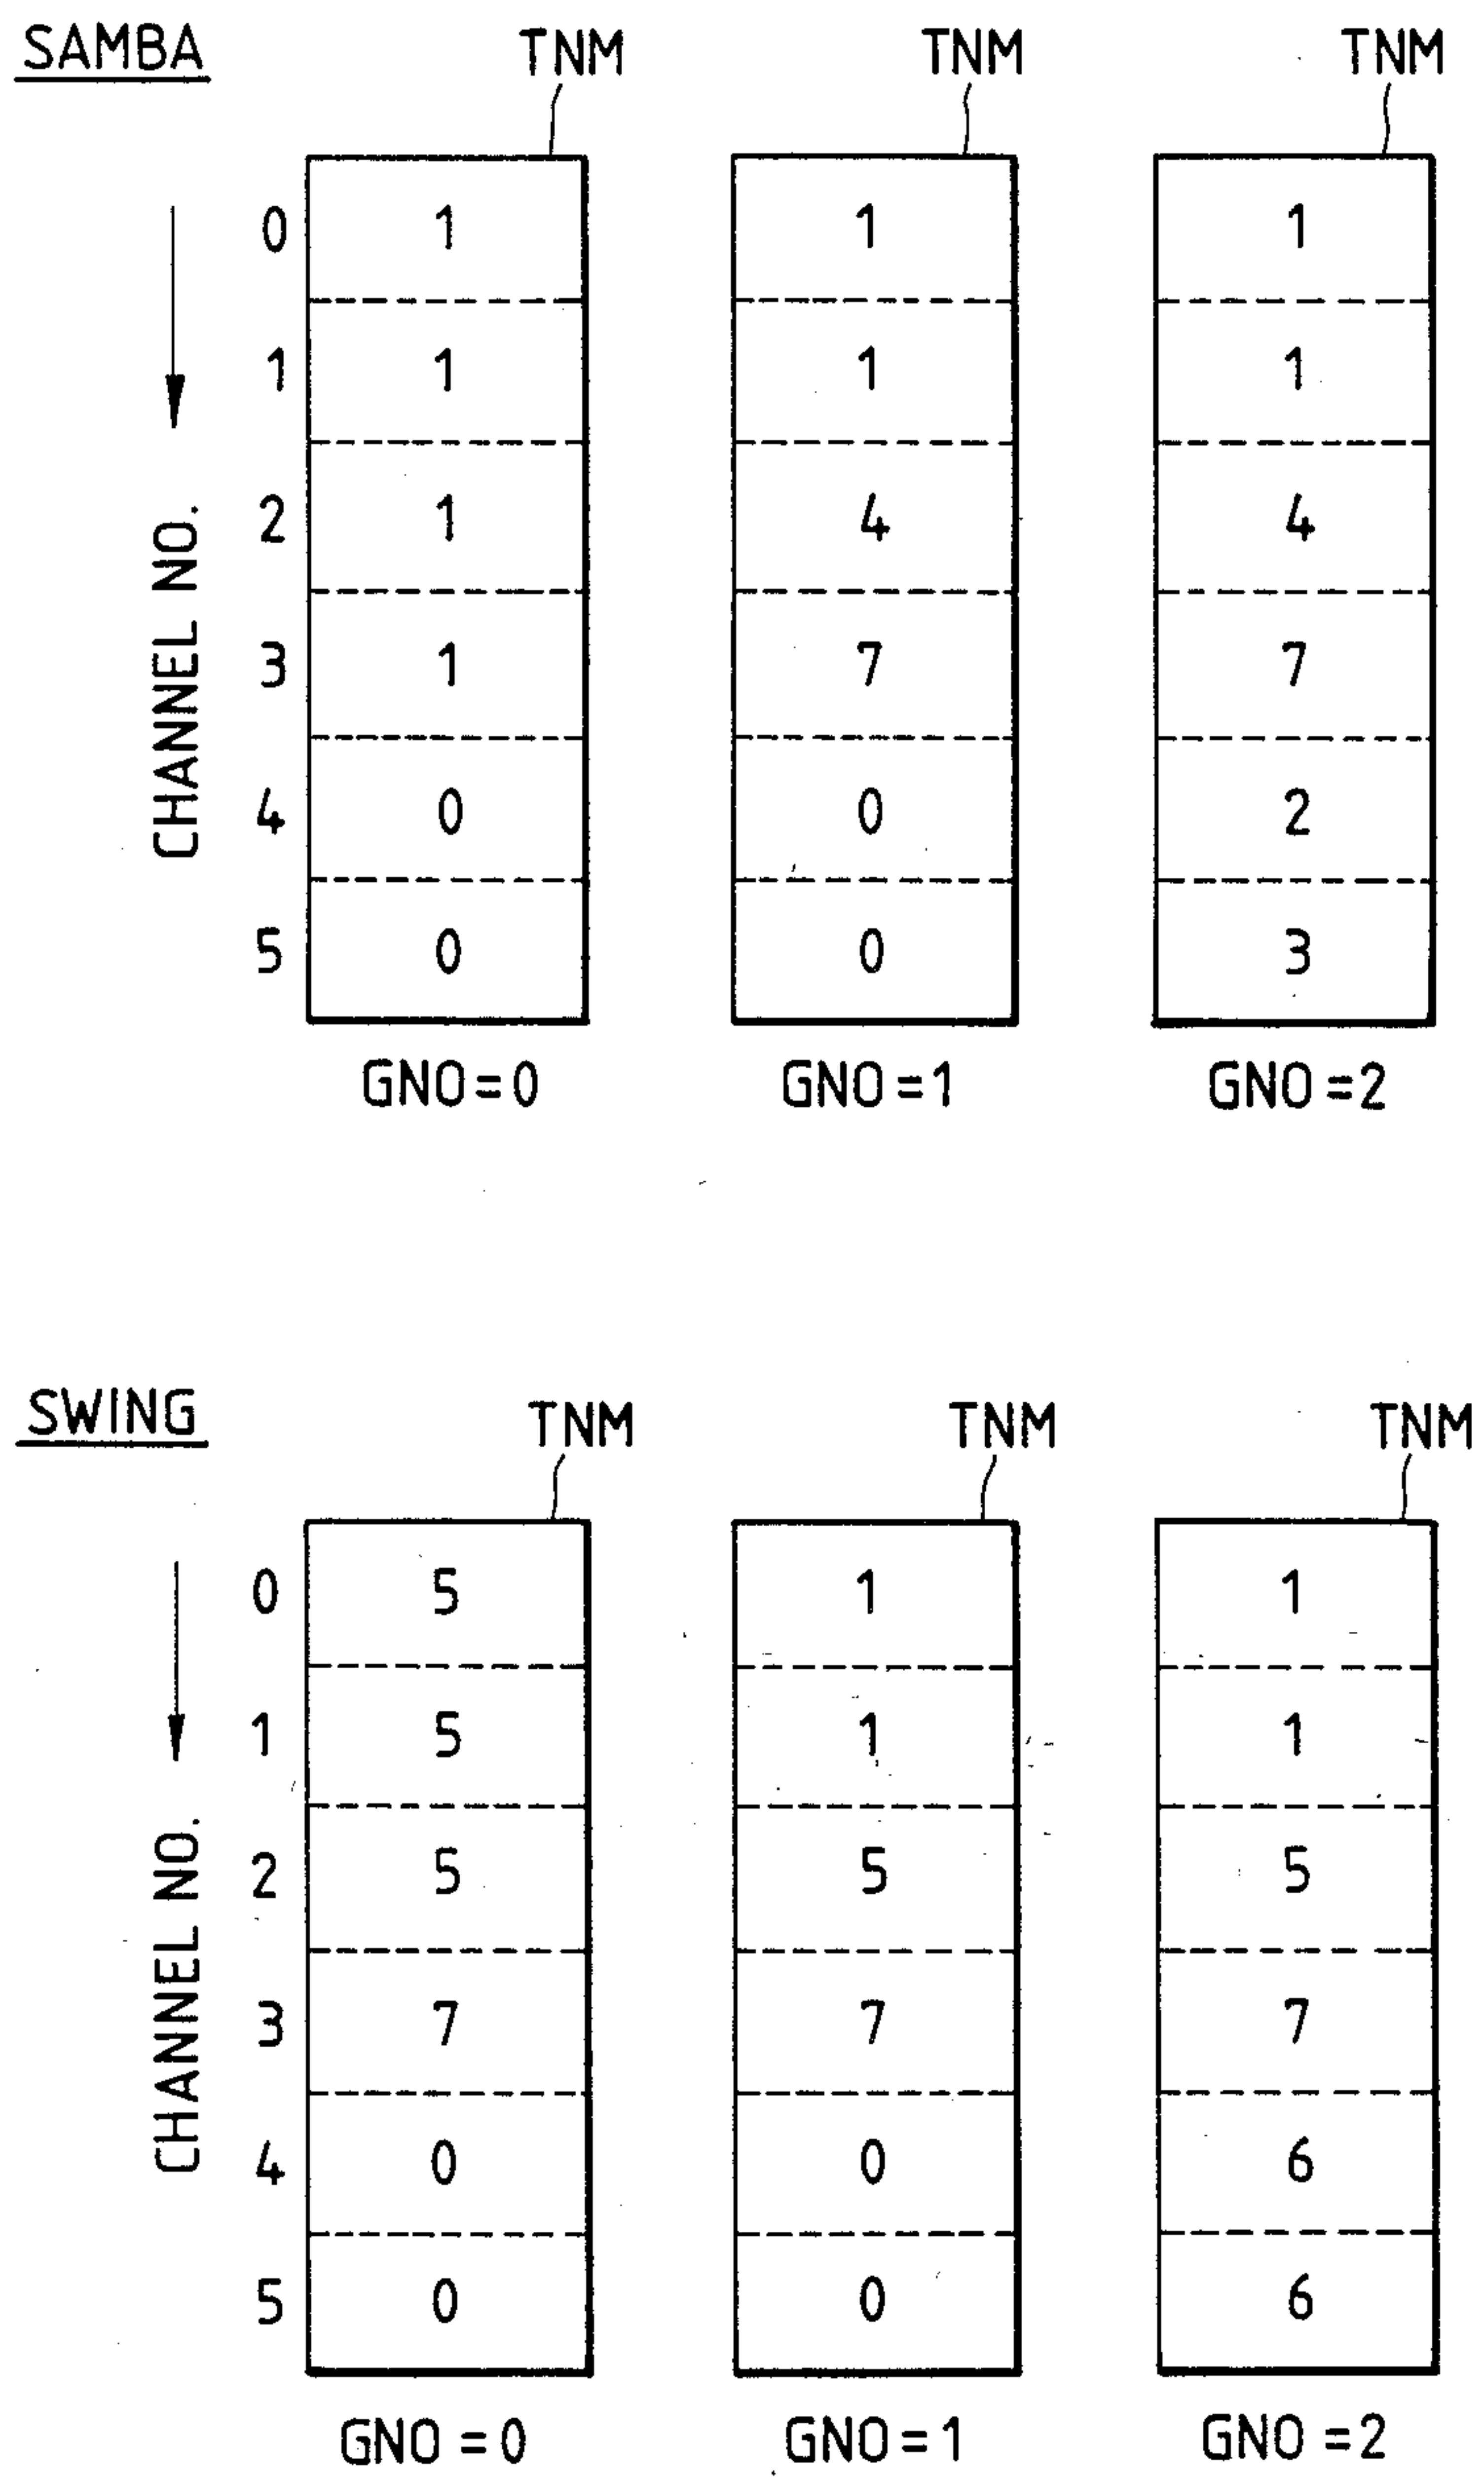 SAMBA
TNM TNM TNM
0 1 1 1
1 1 1 1
2 1 4 4
3 1 7 7
4 0 0 2
5 0 0 3
CHANNEL NO.
GNO=0 GNO=1 GNO=2
SWING
TNM TNM TNM
0 5 1 1
1 5 1 1
2 5 5 5
3 7 7 7
4 0 0 6
5 0 0 6
CHANNEL NO.
GNO=0 GNO=1 GNO=2